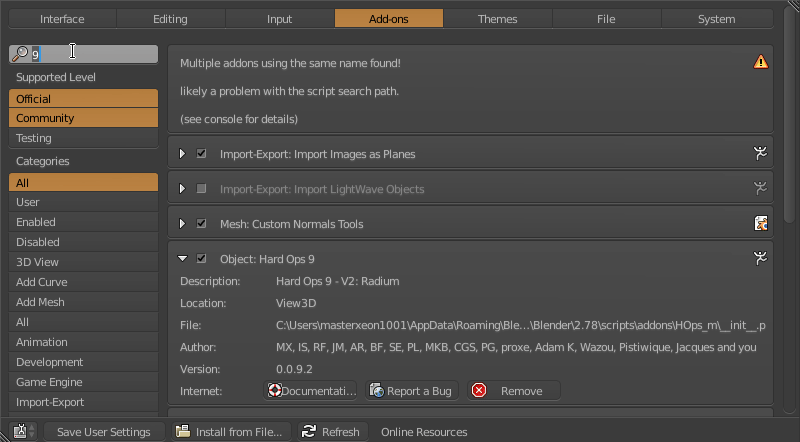 Interface Editing Input Add-ons Themes File System
9
Supported Level
Official
Community
Testing
Categories
All
User
Enabled
Disabled
3D View
Add Curve
Add Mesh
All
Animation
Development
Game Engine
Import-Export
Multiple addons using the same name found!
likely a problem with the script search path.
(see console for details)
Import-Export: Import Images as Planes
Import-Export: Import LightWave Objects
Mesh: Custom Normals Tools
Object: Hard Ops 9
Description: Hard Ops 9 - V2: Radium
Location: View3D
File: C:\Users\masterxeon1001\AppData\Roaming\Ble...\Blender\2.78\scripts\addons\HOps_m\__init__.p
Author: MX, IS, RF, JM, AR, BF, SE, PL, MKB, CGS, PG, proxe, Adam K, Wazou, Pistiwique, Jacques and you
Version: 0.0.9.2
Internet: Documentati... Report a Bug Remove
Save User Settings Install from File... Refresh Online Resources